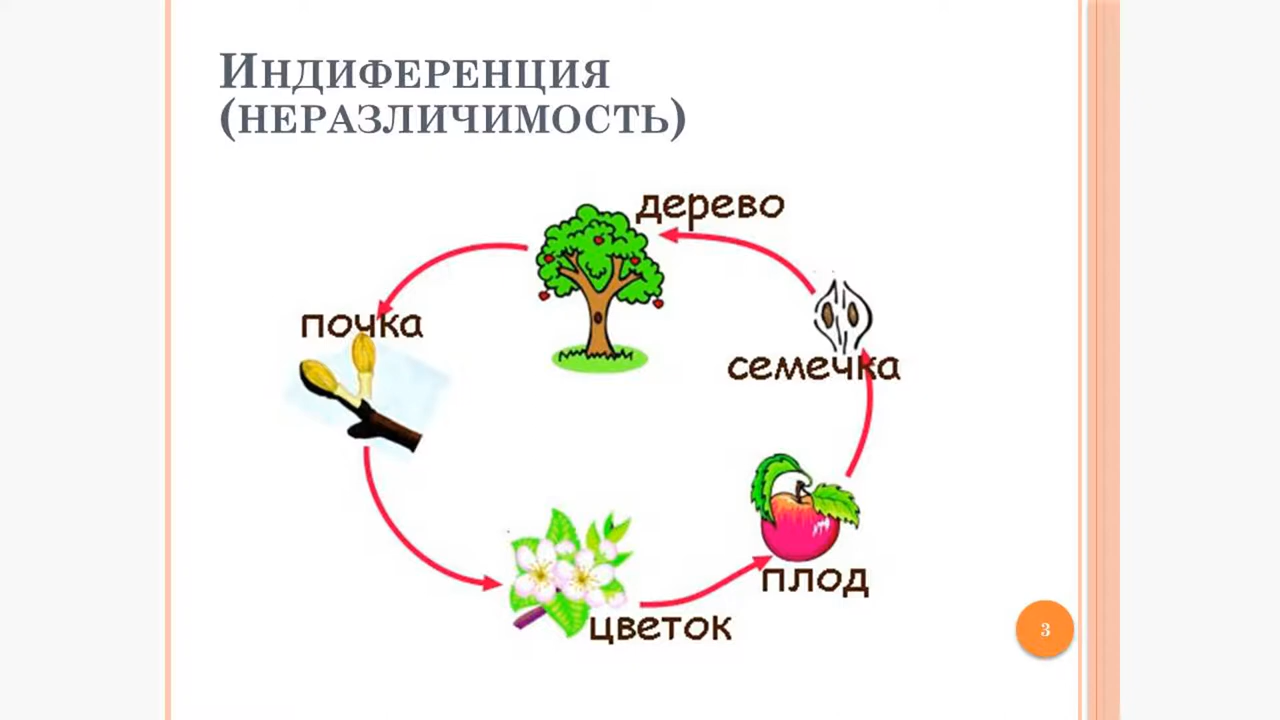 Индиференция
(неразличимость)
дерево
почка
семечка
плод
цветок
3